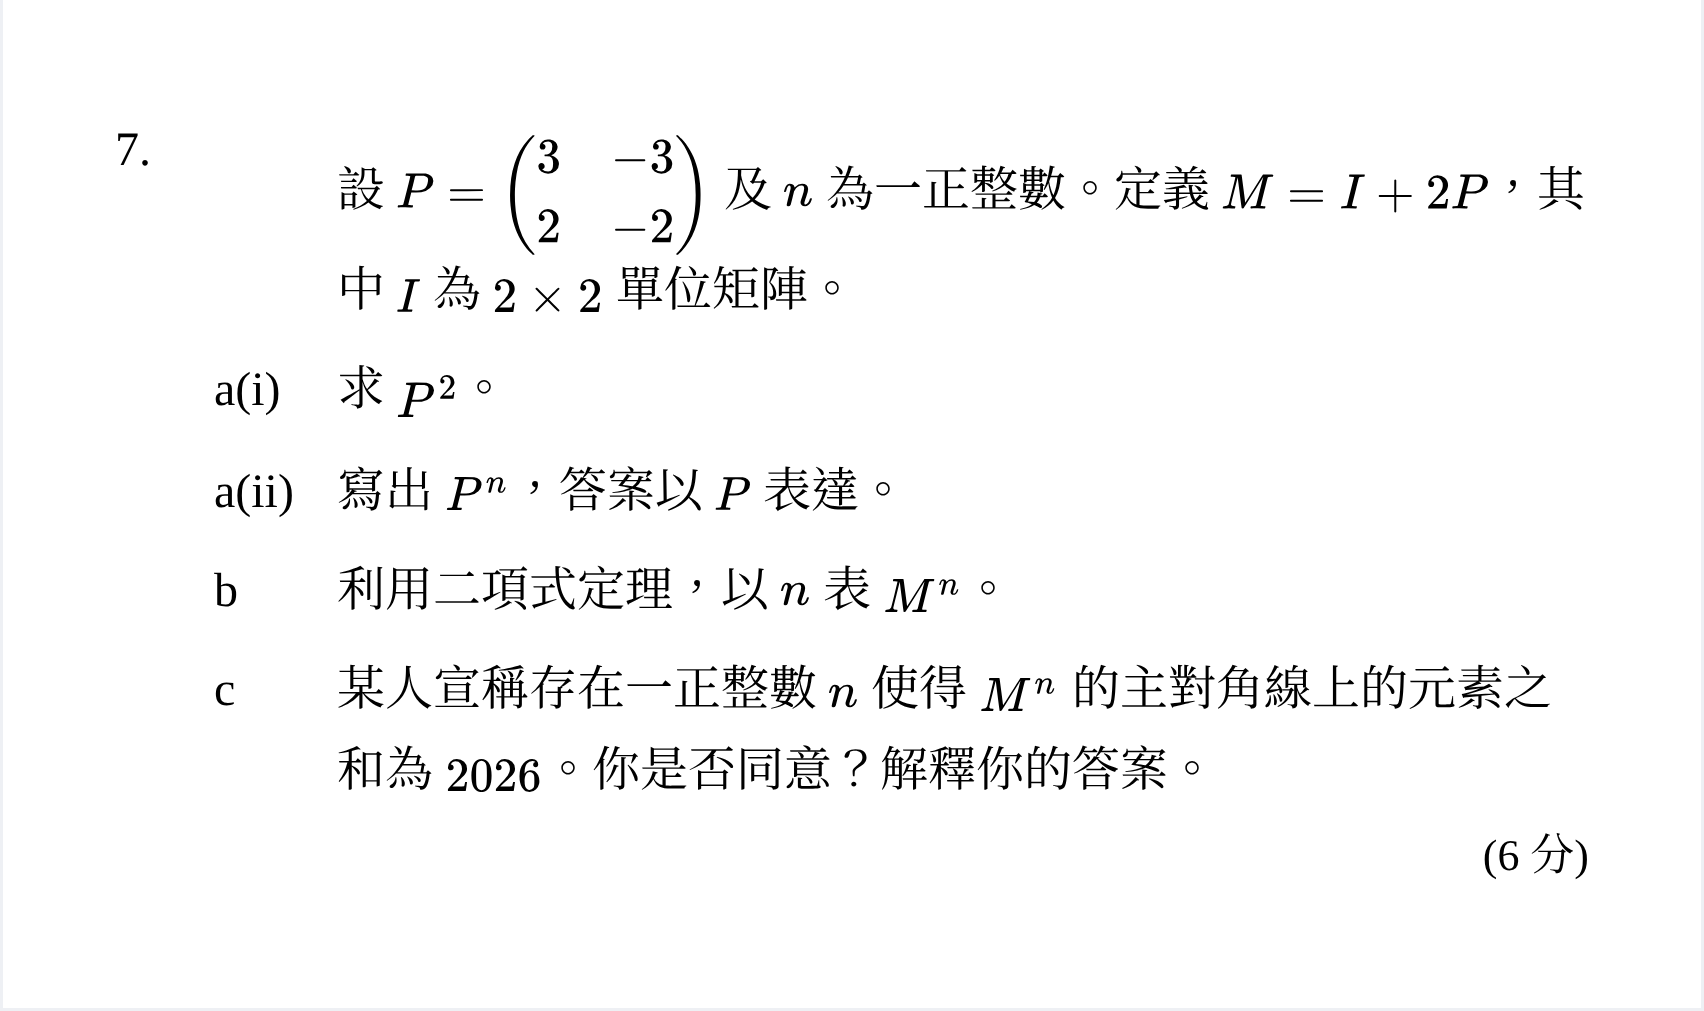 7. 設 P = \begin{pmatrix} 3 & -3 \\ 2 & -2 \end{pmatrix} 及 n 為一正整數。定義 M = I + 2P，其
中 I 為 2 × 2 單位矩陣。
a(i) 求 P²。
a(ii) 寫出 Pⁿ，答案以 P 表達。
b 利用二項式定理，以 n 表 Mⁿ。
c 某人宣稱存在一正整數 n 使得 Mⁿ 的主對角線上的元素之
和為 2026。你是否同意？解釋你的答案。
(6 分)